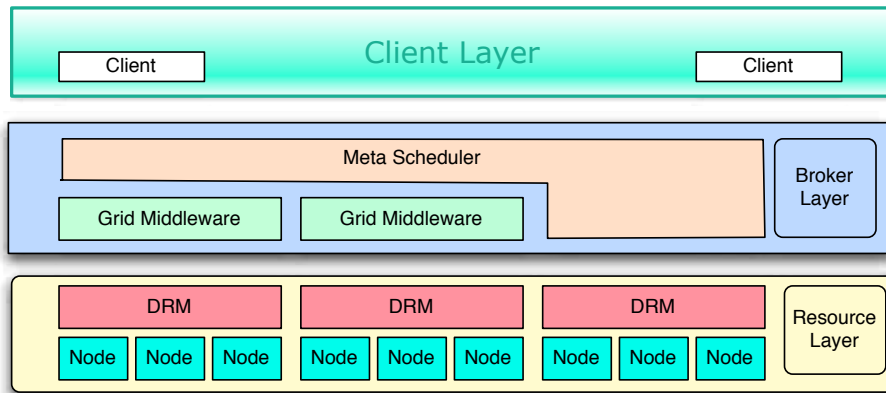 Client Layer
Client
Client
Meta Scheduler
Broker
Layer
Grid Middleware
Grid Middleware
DRM
DRM
DRM
Resource
Layer
Node
Node
Node
Node
Node
Node
Node
Node
Node